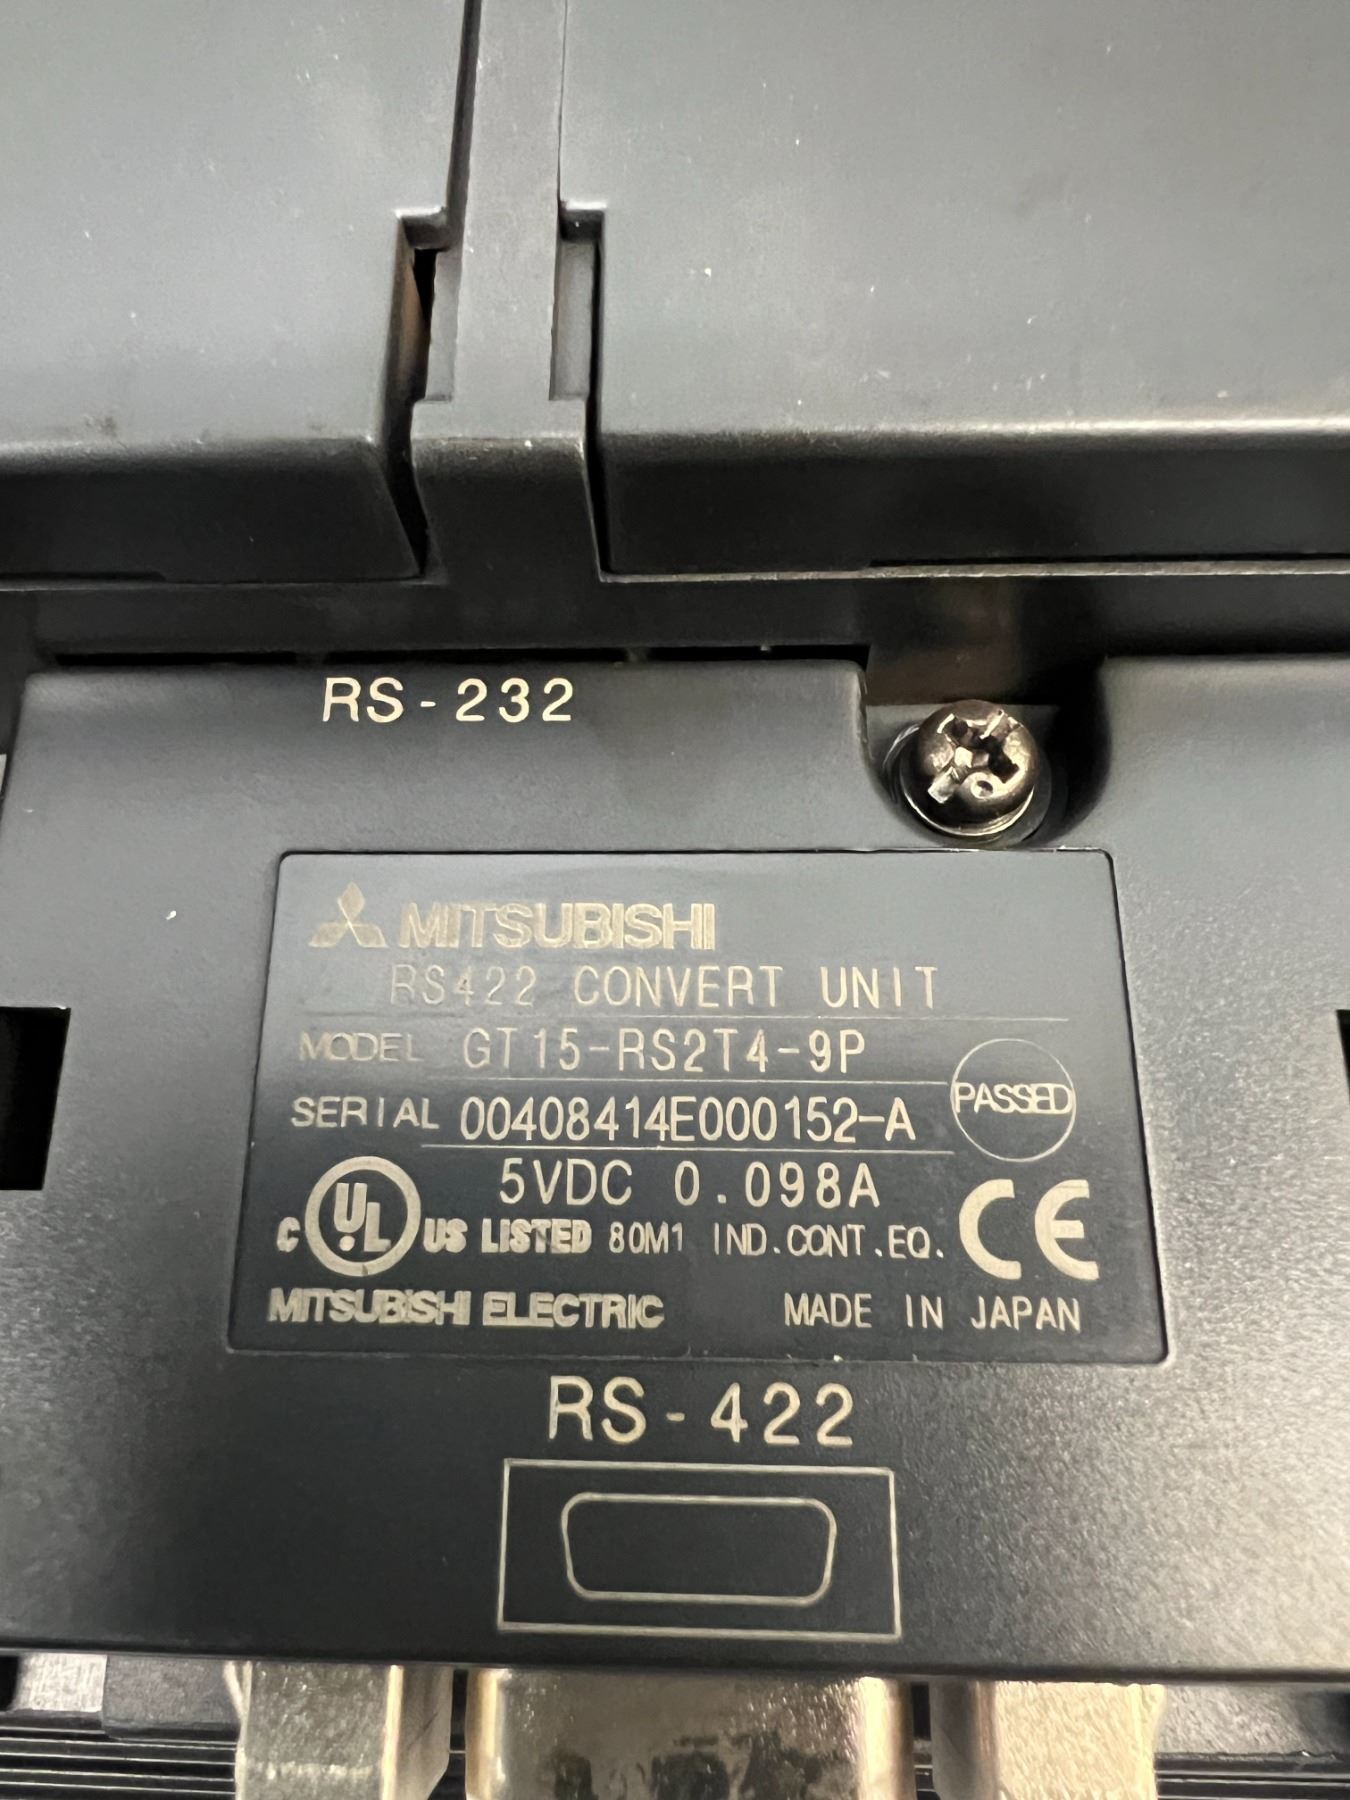 RS-232
MITSUBISHI
RS422 CONVERT UNIT
MODEL GT15-RS2T4-9P
SERIAL 00408414E000152-A
PASSED
5VDC 0.098A
C UL US LISTED 80M1 IND.CONT.EQ.
CE
MITSUBISHI ELECTRIC MADE IN JAPAN
RS-422